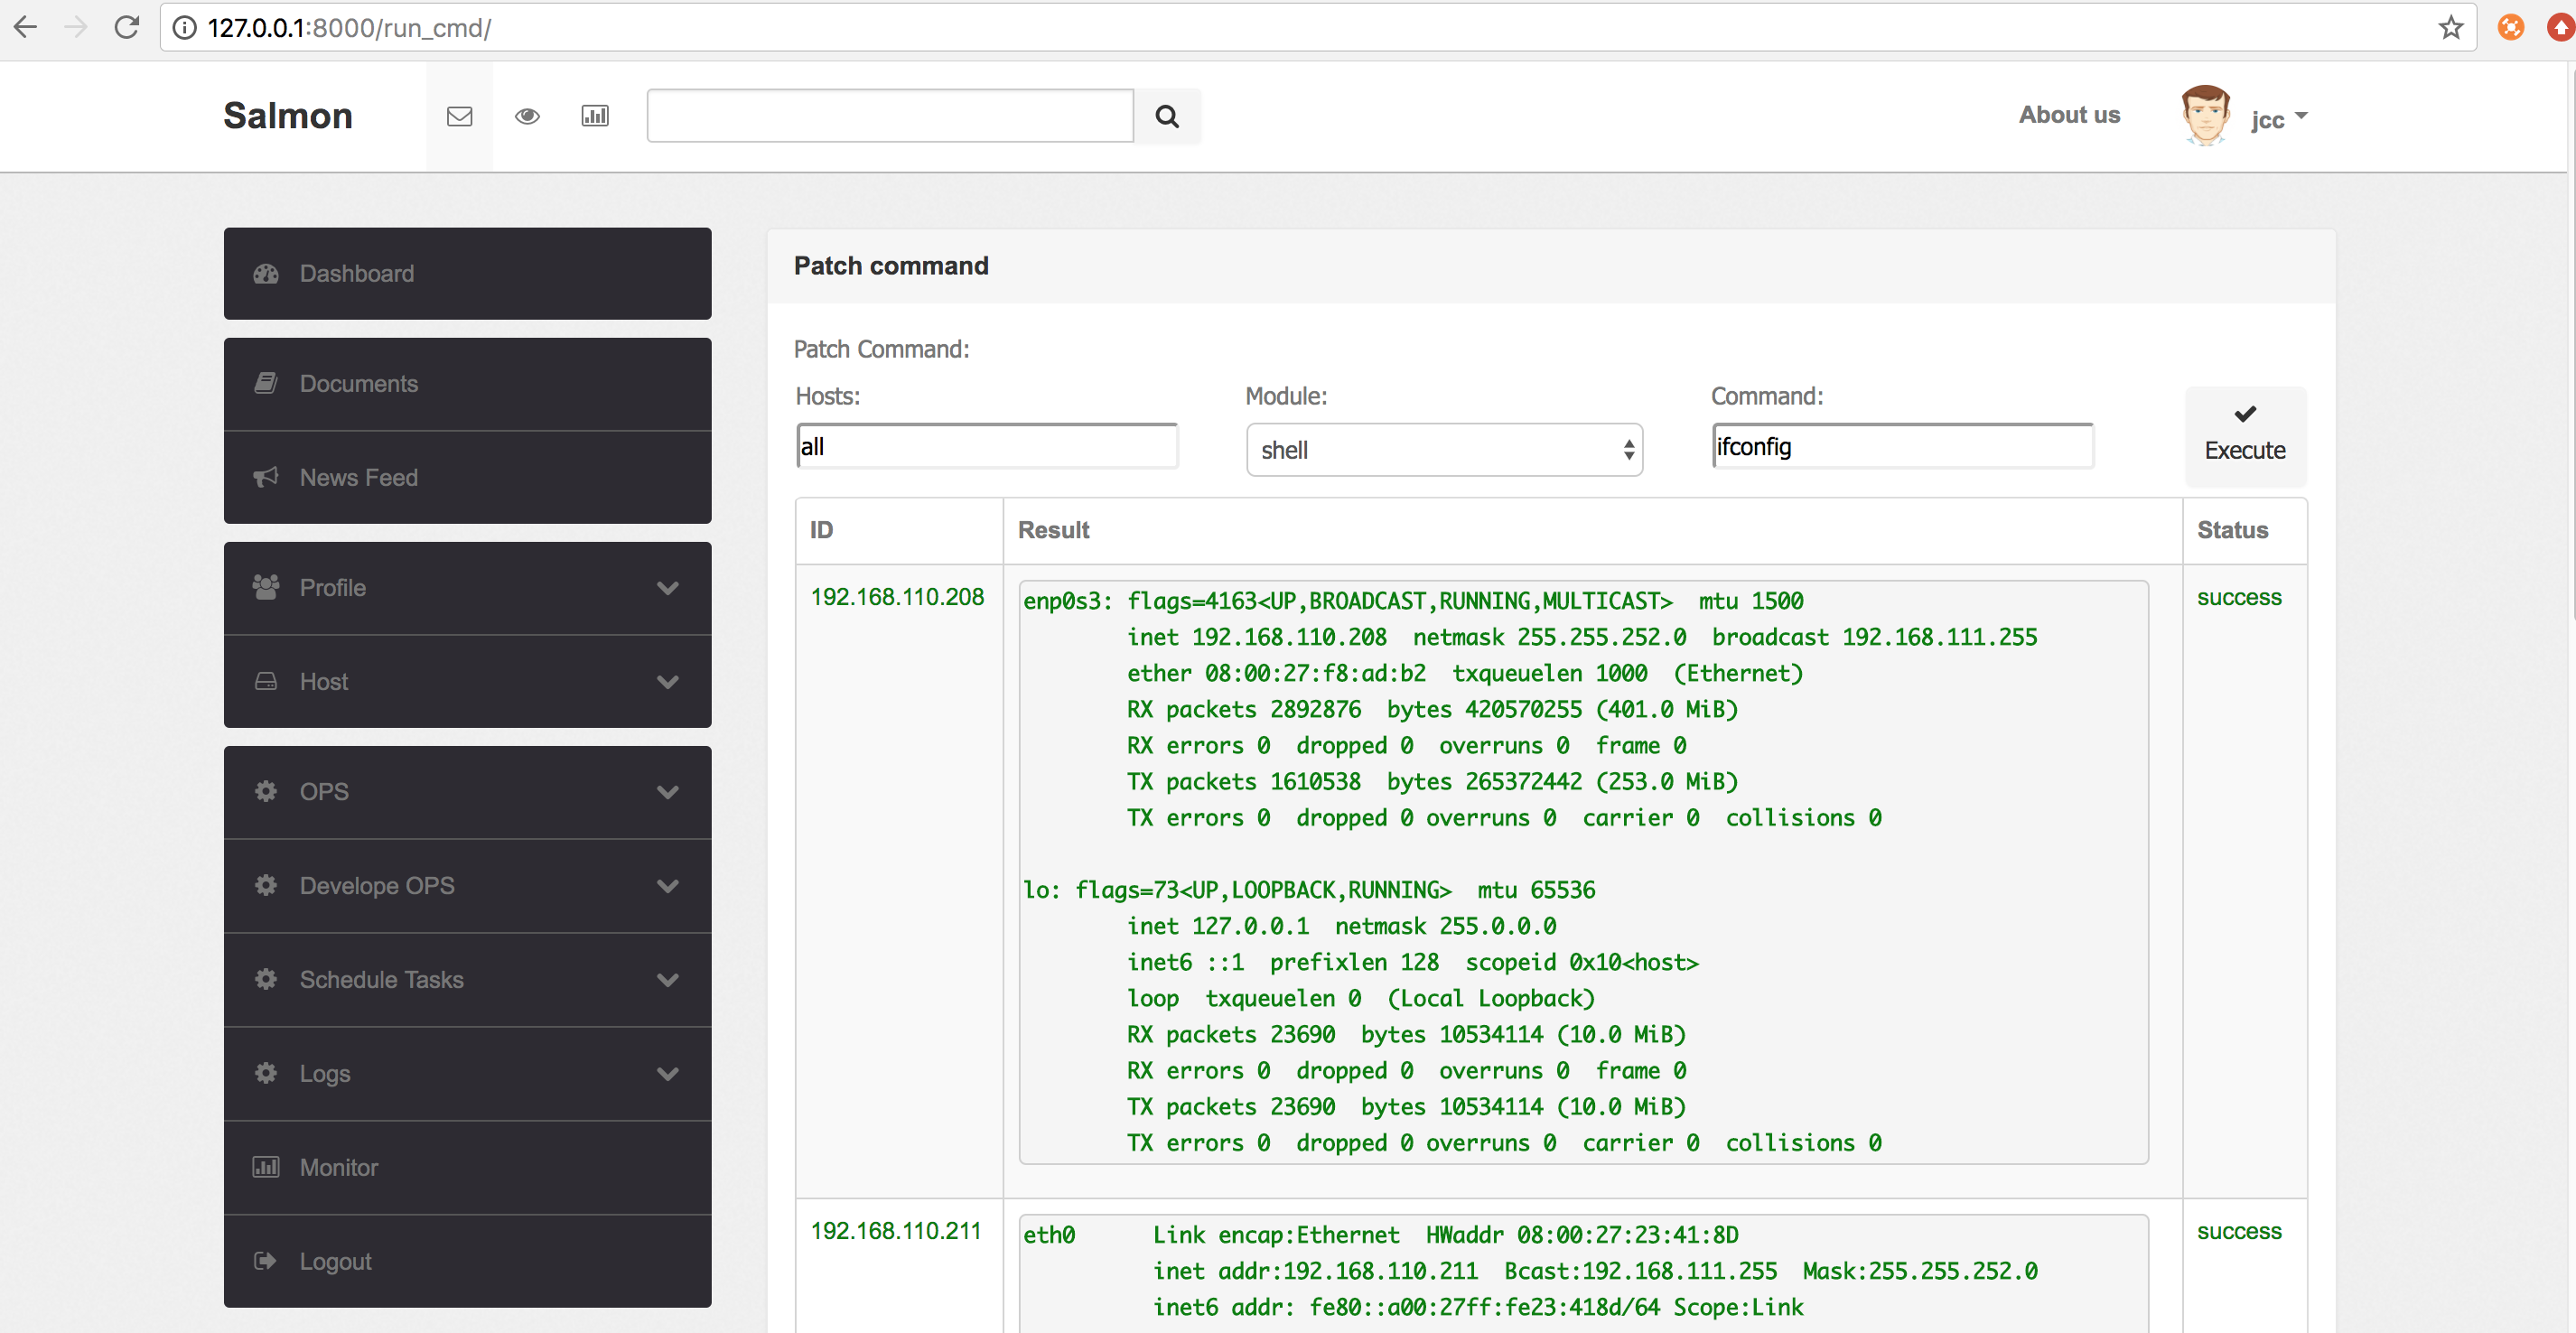 127.0.0.1:8000/run_cmd/
Salmon
About us
jcc
Dashboard
Documents
News Feed
Profile
Host
OPS
Develope OPS
Schedule Tasks
Logs
Monitor
Logout
Patch command
Patch Command:
Hosts: Module: Command:
all shell ifconfig Execute
ID Result Status
192.168.110.208 success
enp0s3: flags=4163<UP,BROADCAST,RUNNING,MULTICAST>  mtu 1500
inet 192.168.110.208  netmask 255.255.252.0  broadcast 192.168.111.255
ether 08:00:27:f8:ad:b2  txqueuelen 1000  (Ethernet)
RX packets 2892876  bytes 420570255 (401.0 MiB)
RX errors 0  dropped 0  overruns 0  frame 0
TX packets 1610538  bytes 265372442 (253.0 MiB)
TX errors 0  dropped 0 overruns 0  carrier 0  collisions 0
lo: flags=73<UP,LOOPBACK,RUNNING>  mtu 65536
inet 127.0.0.1  netmask 255.0.0.0
inet6 ::1  prefixlen 128  scopeid 0x10<host>
loop  txqueuelen 0  (Local Loopback)
RX packets 23690  bytes 10534114 (10.0 MiB)
RX errors 0  dropped 0  overruns 0  frame 0
TX packets 23690  bytes 10534114 (10.0 MiB)
TX errors 0  dropped 0 overruns 0  carrier 0  collisions 0
192.168.110.211 success
eth0      Link encap:Ethernet  HWaddr 08:00:27:23:41:8D
inet addr:192.168.110.211  Bcast:192.168.111.255  Mask:255.255.252.0
inet6 addr: fe80::a00:27ff:fe23:418d/64 Scope:Link